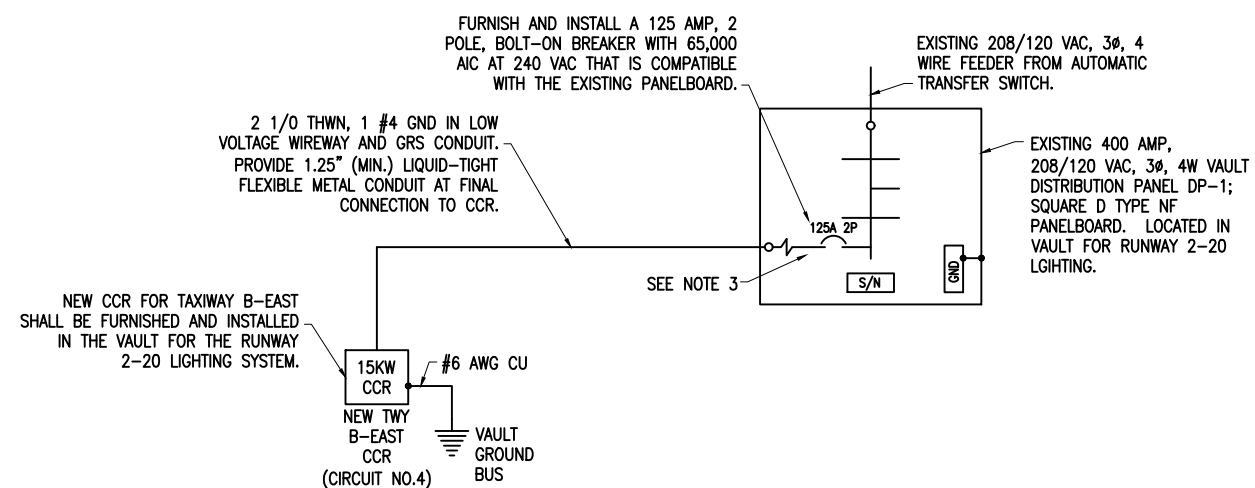 FURNISH AND INSTALL A 125 AMP, 2
POLE, BOLT-ON BREAKER WITH 65,000
AIC AT 240 VAC THAT IS COMPATIBLE
WITH THE EXISTING PANELBOARD.
EXISTING 208/120 VAC, 3ø, 4
WIRE FEEDER FROM AUTOMATIC
TRANSFER SWITCH.
2 1/0 THWN, 1 #4 GND IN LOW
VOLTAGE WIREWAY AND GRS CONDUIT.
PROVIDE 1.25" (MIN.) LIQUID-TIGHT
FLEXIBLE METAL CONDUIT AT FINAL
CONNECTION TO CCR.
EXISTING 400 AMP,
208/120 VAC, 3ø, 4W VAULT
DISTRIBUTION PANEL DP-1;
SQUARE D TYPE NF
PANELBOARD. LOCATED IN
VAULT FOR RUNWAY 2-20
LGIHTING.
125A 2P
SEE NOTE 3
S/N
GND
NEW CCR FOR TAXIWAY B-EAST
SHALL BE FURNISHED AND INSTALLED
IN THE VAULT FOR THE RUNWAY
2-20 LIGHTING SYSTEM.
15KW
CCR
#6 AWG CU
NEW TWY
B-EAST
CCR
(CIRCUIT NO.4)
VAULT
GROUND
BUS